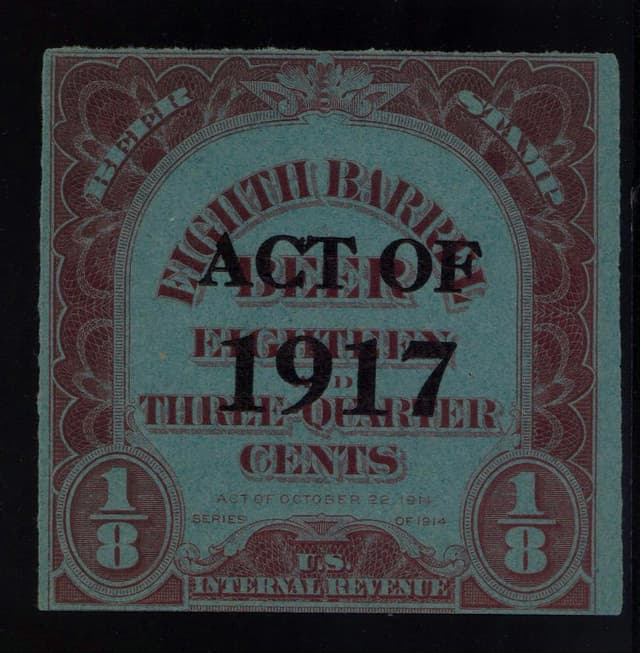 BEER STAMP
EIGHTH BARREL
ACT OF
BEER
EIGHTEEN
1917
THREE-QUARTER
CENTS
ACT OF OCTOBER 22, 1914
SERIES OF 1914
1/8 1/8
U.S.
INTERNAL REVENUE